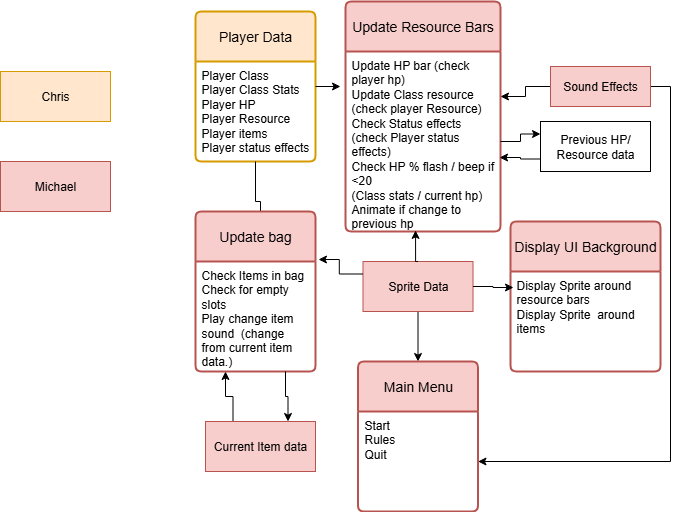 Chris
Michael
Player Data
Player Class
Player Class Stats
Player HP
Player Resource
Player items
Player status effects
Update Resource Bars
Update HP bar (check
player hp)
Update Class resource
(check player Resource)
Check Status effects
(check Player status
effects)
Check HP % flash / beep if
<20
(Class stats / current hp)
Animate if change to
previous hp
Sound Effects
Previous HP/
Resource data
Update bag
Check Items in bag
Check for empty
slots
Play change item
sound  (change
from current item
data.)
Sprite Data
Display UI Background
Display Sprite around
resource bars
Display Sprite  around
items
Main Menu
Start
Rules
Quit
Current Item data